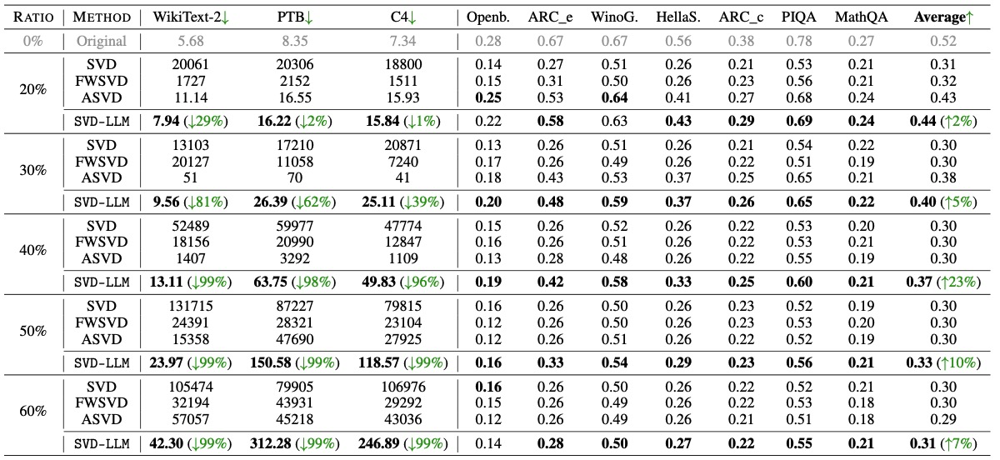 RATIO METHOD WikiText-2↓ PTB↓ C4↓ Openb. ARC_e WinoG. HellaS. ARC_c PIQA MathQA Average↑
0% Original 5.68 8.35 7.34 0.28 0.67 0.67 0.56 0.38 0.78 0.27 0.52
SVD 20061 20306 18800 0.14 0.27 0.51 0.26 0.21 0.53 0.21 0.31
20% FWSVD 1727 2152 1511 0.15 0.31 0.50 0.26 0.23 0.56 0.21 0.32
ASVD 11.14 16.55 15.93 0.25 0.53 0.64 0.41 0.27 0.68 0.24 0.43
SVD-LLM 7.94 (↓29%) 16.22 (↓2%) 15.84 (↓1%) 0.22 0.58 0.63 0.43 0.29 0.69 0.24 0.44 (↑2%)
SVD 13103 17210 20871 0.13 0.26 0.51 0.26 0.21 0.54 0.22 0.30
30% FWSVD 20127 11058 7240 0.17 0.26 0.49 0.26 0.22 0.51 0.19 0.30
ASVD 51 70 41 0.18 0.43 0.53 0.37 0.25 0.65 0.21 0.38
SVD-LLM 9.56 (↓81%) 26.39 (↓62%) 25.11 (↓39%) 0.20 0.48 0.59 0.37 0.26 0.65 0.22 0.40 (↑5%)
SVD 52489 59977 47774 0.15 0.26 0.52 0.26 0.22 0.53 0.20 0.30
40% FWSVD 18156 20990 12847 0.16 0.26 0.51 0.26 0.22 0.53 0.21 0.30
ASVD 1407 3292 1109 0.13 0.28 0.48 0.26 0.22 0.55 0.19 0.30
SVD-LLM 13.11 (↓99%) 63.75 (↓98%) 49.83 (↓96%) 0.19 0.42 0.58 0.33 0.25 0.60 0.21 0.37 (↑23%)
SVD 131715 87227 79815 0.16 0.26 0.50 0.26 0.23 0.52 0.19 0.30
50% FWSVD 24391 28321 23104 0.12 0.26 0.50 0.26 0.23 0.53 0.20 0.30
ASVD 15358 47690 27925 0.12 0.26 0.51 0.26 0.22 0.52 0.19 0.30
SVD-LLM 23.97 (↓99%) 150.58 (↓99%) 118.57 (↓99%) 0.16 0.33 0.54 0.29 0.23 0.56 0.21 0.33 (↑10%)
SVD 105474 79905 106976 0.16 0.26 0.50 0.26 0.22 0.52 0.21 0.30
60% FWSVD 32194 43931 29292 0.15 0.26 0.49 0.26 0.22 0.53 0.18 0.30
ASVD 57057 45218 43036 0.12 0.26 0.49 0.26 0.21 0.51 0.18 0.29
SVD-LLM 42.30 (↓99%) 312.28 (↓99%) 246.89 (↓99%) 0.14 0.28 0.50 0.27 0.22 0.55 0.21 0.31 (↑7%)